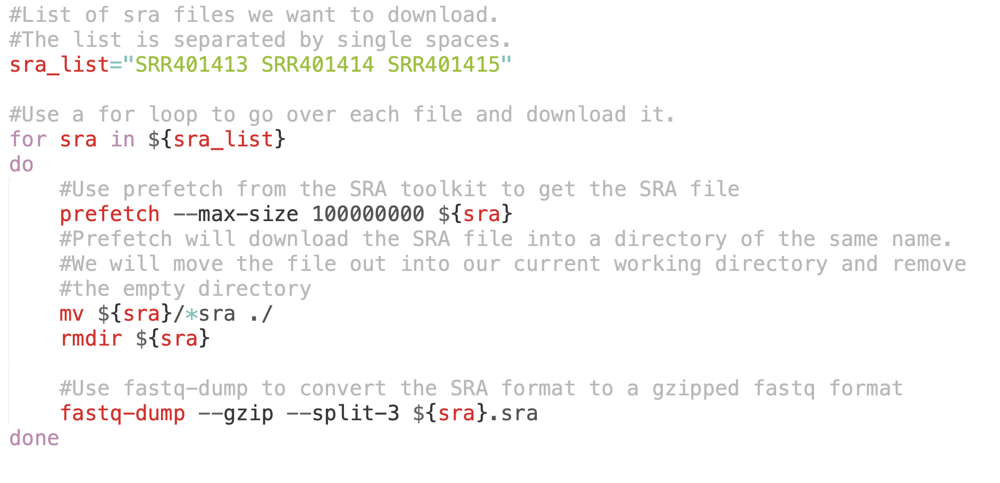 #List of sra files we want to download.
#The list is separated by single spaces.
sra_list="SRR401413 SRR401414 SRR401415"

#Use a for loop to go over each file and download it.
for sra in ${sra_list}
do
    #Use prefetch from the SRA toolkit to get the SRA file
    prefetch --max-size 100000000 ${sra}
    #Prefetch will download the SRA file into a directory of the same name.
    #We will move the file out into our current working directory and remove
    #the empty directory
    mv ${sra}/*sra ./
    rmdir ${sra}

    #Use fastq-dump to convert the SRA format to a gzipped fastq format
    fastq-dump --gzip --split-3 ${sra}.sra
done